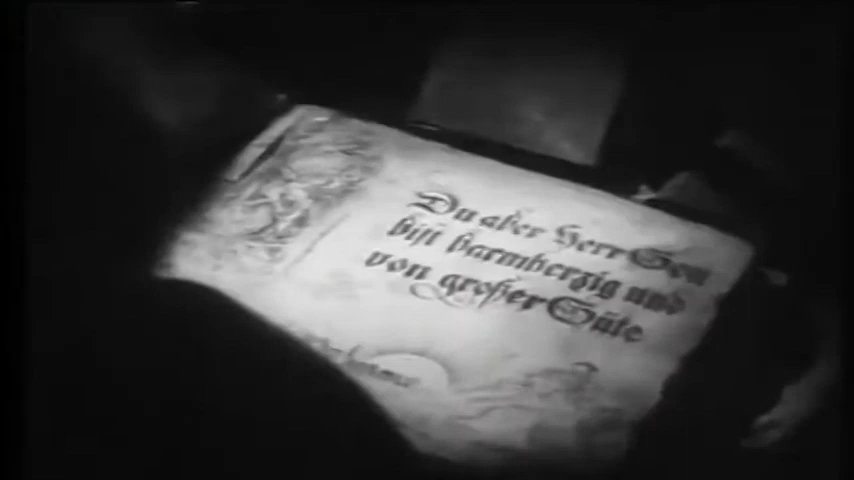 Du aber Herr Gott
bist barmherzig und
von großer Güte